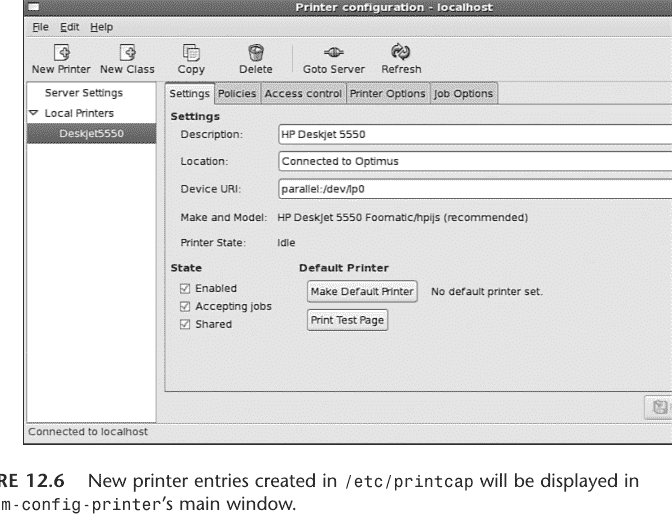 Printer configuration - localhost
File Edit Help
New Printer New Class Copy Delete Goto Server Refresh
Server Settings
Local Printers
Deskjet5550
Settings Policies Access control Printer Options Job Options
Settings
Description: HP Deskjet 5550
Location: Connected to Optimus
Device URI: parallel:/dev/lp0
Make and Model: HP DeskJet 5550 Foomatic/hpijs (recommended)
Printer State: Idle
State Default Printer
Enabled Make Default Printer No default printer set.
Accepting jobs
Shared Print Test Page
Connected to localhost
RE 12.6 New printer entries created in /etc/printcap will be displayed in
m-config-printer's main window.